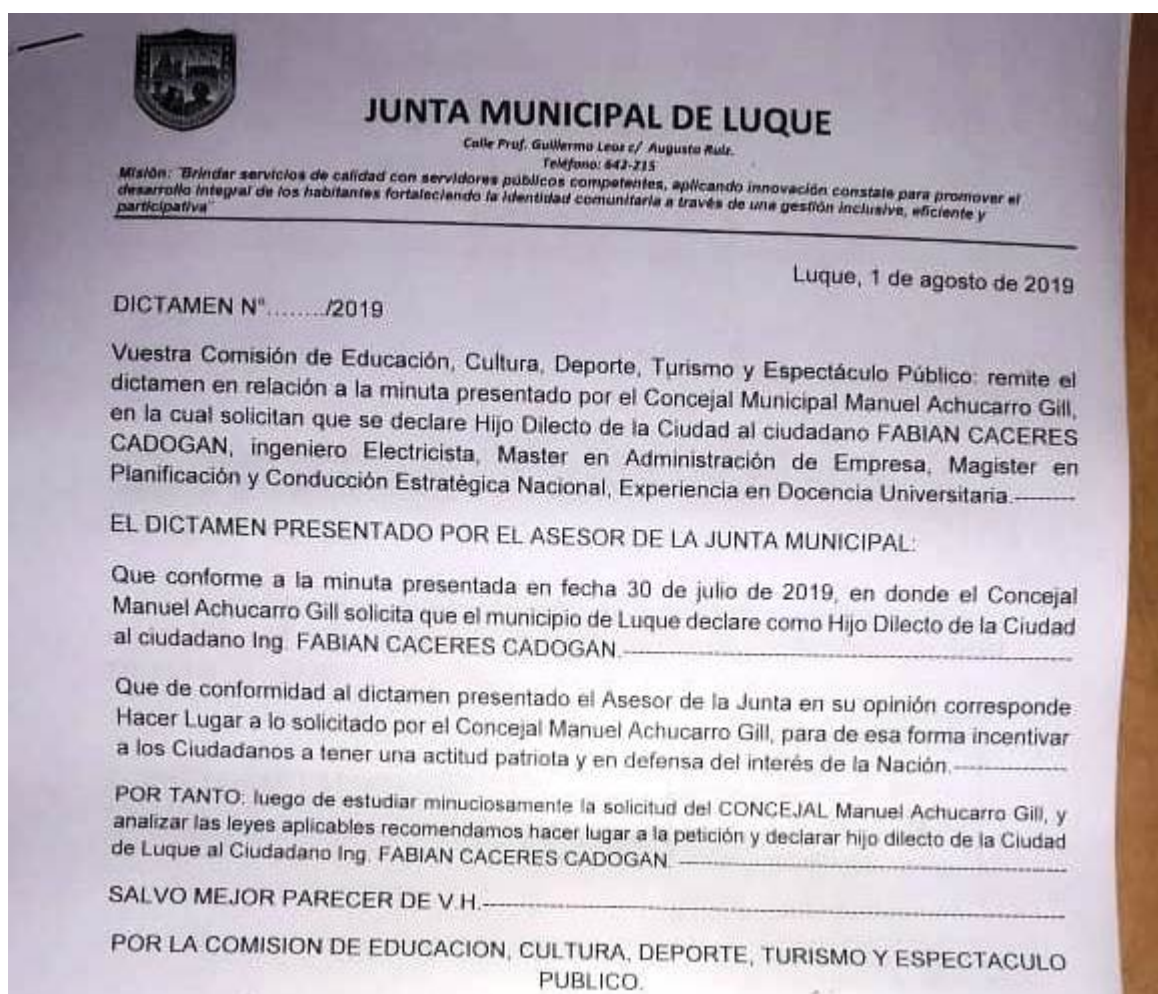 JUNTA MUNICIPAL DE LUQUE
Calle Prof. Guillermo Leoz c/ Augusto Ruiz.
Teléfono: 642-215
Misión: "Brindar servicios de calidad con servidores públicos competentes, aplicando innovación constate para promover el
desarrollo integral de los habitantes fortaleciendo la identidad comunitaria a través de una gestión inclusive, eficiente y
participativa"
Luque, 1 de agosto de 2019
DICTAMEN N°......../2019
Vuestra Comisión de Educación, Cultura, Deporte, Turismo y Espectáculo Público: remite el
dictamen en relación a la minuta presentado por el Concejal Municipal Manuel Achucarro Gill,
en la cual solicitan que se declare Hijo Dilecto de la Ciudad al ciudadano FABIAN CACERES
CADOGAN, ingeniero Electricista, Master en Administración de Empresa, Magister en
Planificación y Conducción Estratégica Nacional, Experiencia en Docencia Universitaria.---------
EL DICTAMEN PRESENTADO POR EL ASESOR DE LA JUNTA MUNICIPAL:
Que conforme a la minuta presentada en fecha 30 de julio de 2019, en donde el Concejal
Manuel Achucarro Gill solicita que el municipio de Luque declare como Hijo Dilecto de la Ciudad
al ciudadano Ing. FABIAN CACERES CADOGAN.----------------------------------------------------------------
Que de conformidad al dictamen presentado el Asesor de la Junta en su opinión corresponde
Hacer Lugar a lo solicitado por el Concejal Manuel Achucarro Gill, para de esa forma incentivar
a los Ciudadanos a tener una actitud patriota y en defensa del interés de la Nación.----------------
POR TANTO: luego de estudiar minuciosamente la solicitud del CONCEJAL Manuel Achucarro Gill, y
analizar las leyes aplicables recomendamos hacer lugar a la petición y declarar hijo dilecto de la Ciudad
de Luque al Ciudadano Ing. FABIAN CACERES CADOGAN. ------------------------------------------------------------
SALVO MEJOR PARECER DE V.H.------------------------------------------------------------------------------------
POR LA COMISION DE EDUCACION, CULTURA, DEPORTE, TURISMO Y ESPECTACULO
PUBLICO.